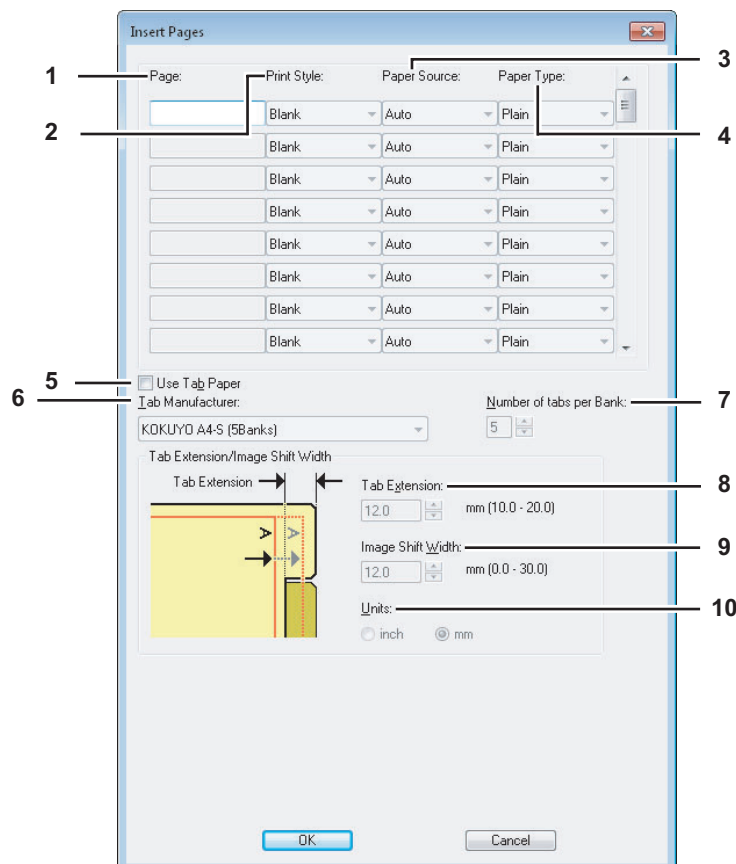 Insert Pages
3
1 Page: Print Style: Paper Source: Paper Type:
2
4
Blank Auto Plain
Blank Auto Plain
Blank Auto Plain
Blank Auto Plain
Blank Auto Plain
Blank Auto Plain
Blank Auto Plain
Blank Auto Plain
5 Use Tab Paper
6 Tab Manufacturer: Number of tabs per Bank: 7
KOKUYO A4-S (5Banks) 5
Tab Extension/Image Shift Width
Tab Extension
Tab Extension: 8
12.0 mm (10.0 - 20.0)
A A
Image Shift Width: 9
12.0 mm (0.0 - 30.0)
Units: 10
inch mm
OK Cancel